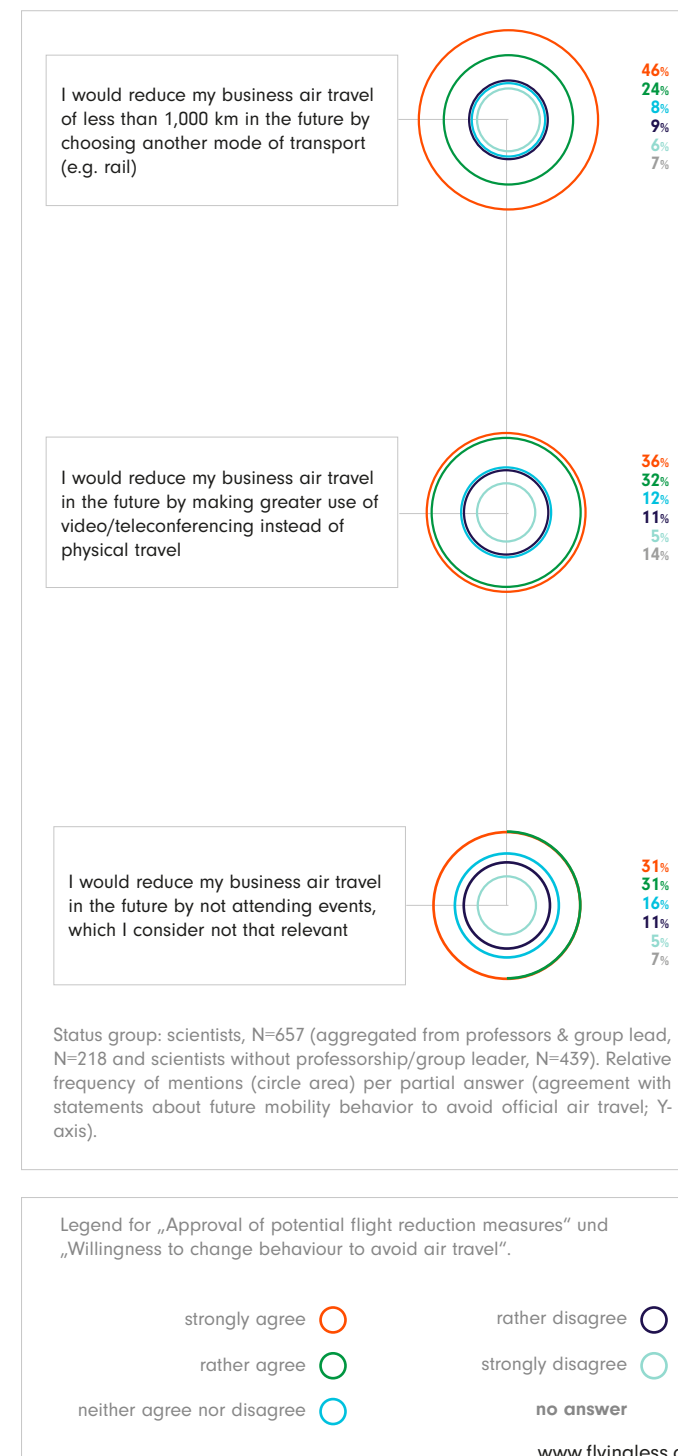 I would reduce my business air travel
of less than 1,000 km in the future by
choosing another mode of transport
(e.g. rail)
46%
24%
8%
9%
6%
7%
I would reduce my business air travel
in the future by making greater use of
video/teleconferencing instead of
physical travel
36%
32%
12%
11%
5%
14%
I would reduce my business air travel
in the future by not attending events,
which I consider not that relevant
31%
31%
16%
11%
5%
7%
Status group: scientists, N=657 (aggregated from professors & group lead,
N=218 and scientists without professorship/group leader, N=439). Relative
frequency of mentions (circle area) per partial answer (agreement with
statements about future mobility behavior to avoid official air travel; Y-
axis).
Legend for „Approval of potential flight reduction measures“ und
„Willingness to change behaviour to avoid air travel“.
strongly agree
rather agree
neither agree nor disagree
rather disagree
strongly disagree
no answer